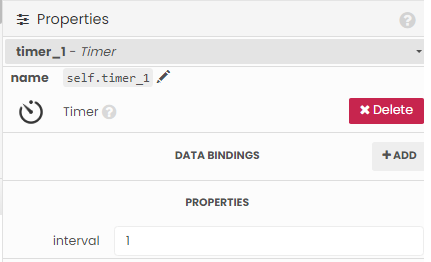 Properties
timer_1 - Timer
name self.timer_1
Timer
Delete
DATA BINDINGS
+ ADD
PROPERTIES
interval 1